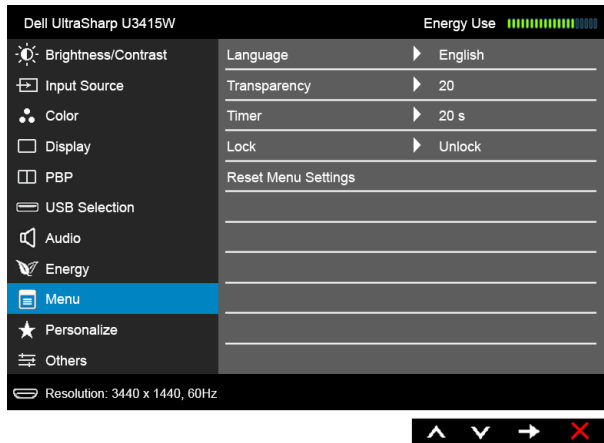 Dell UltraSharp U3415W Energy Use
Brightness/Contrast
Input Source
Color
Display
PBP
USB Selection
Audio
Energy
Menu
Personalize
Others
Language English
Transparency 20
Timer 20 s
Lock Unlock
Reset Menu Settings
Resolution: 3440 x 1440, 60Hz